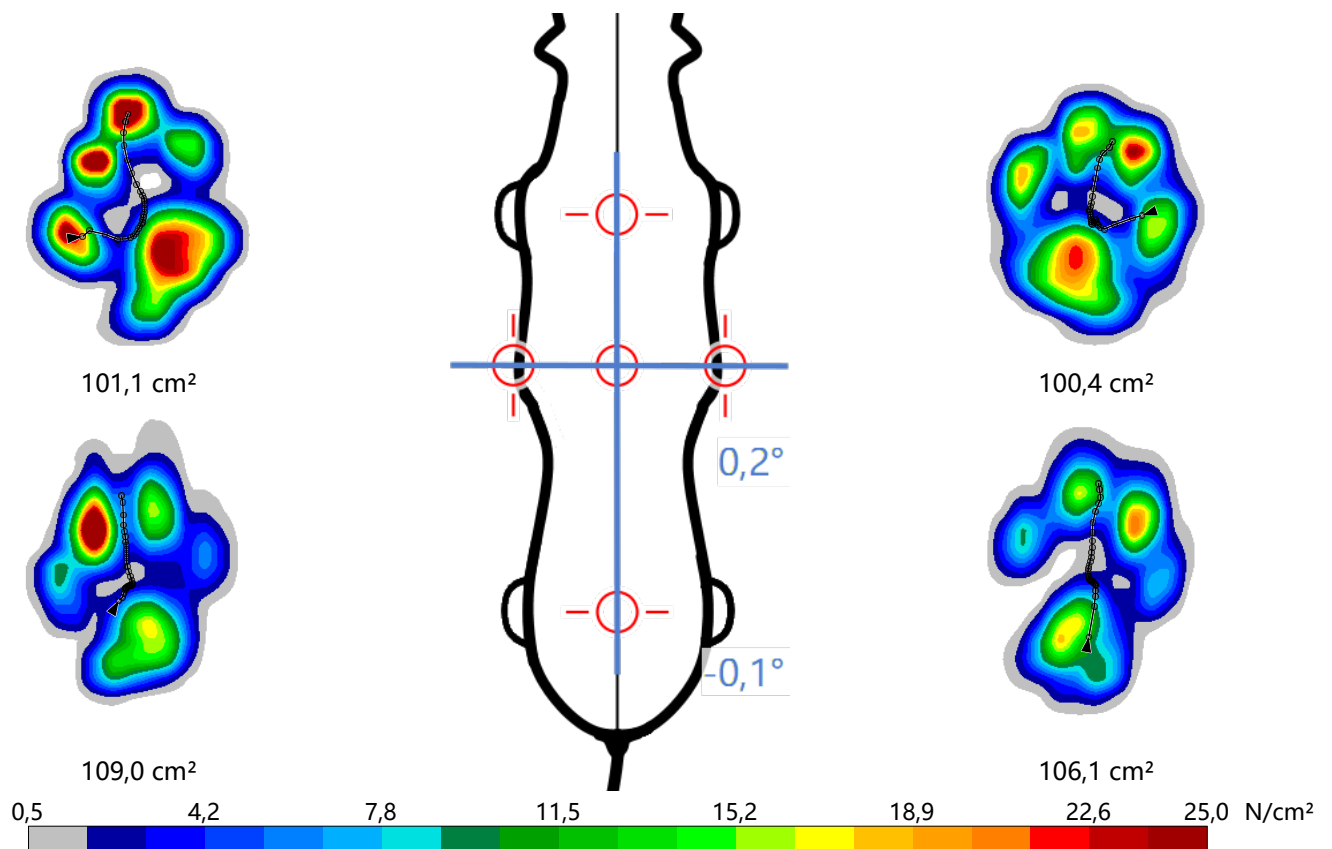 101,1 cm²
100,4 cm²
0,2°
-0,1°
109,0 cm²
106,1 cm²
0,5 4,2 7,8 11,5 15,2 18,9 22,6 25,0 N/cm²